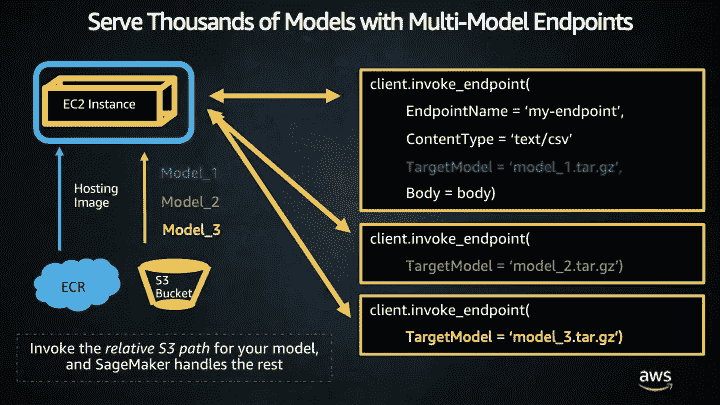 Serve Thousands of Models with Multi-Model Endpoints
EC2 Instance
Hosting
Image
Model_1
Model_2
Model_3
ECR
S3
Bucket
Invoke the relative S3 path for your model,
and SageMaker handles the rest
client.invoke_endpoint(
EndpointName = ‘my-endpoint’,
ContentType = ‘text/csv’
TargetModel = ‘model_1.tar.gz’,
Body = body)
client.invoke_endpoint(
TargetModel = ‘model_2.tar.gz’)
client.invoke_endpoint(
TargetModel = ‘model_3.tar.gz’)
aws